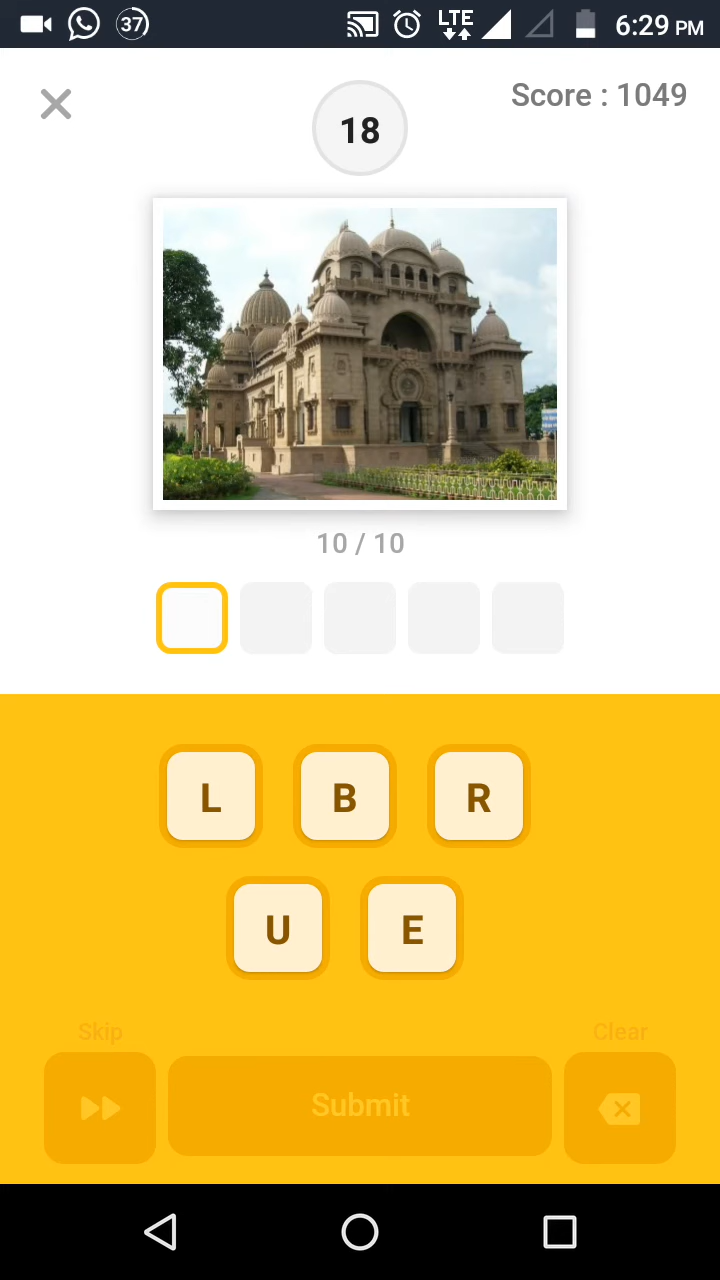 37 LTE 6:29 PM
Score : 1049
18
10 / 10
L B R
U E
Skip Clear
Submit